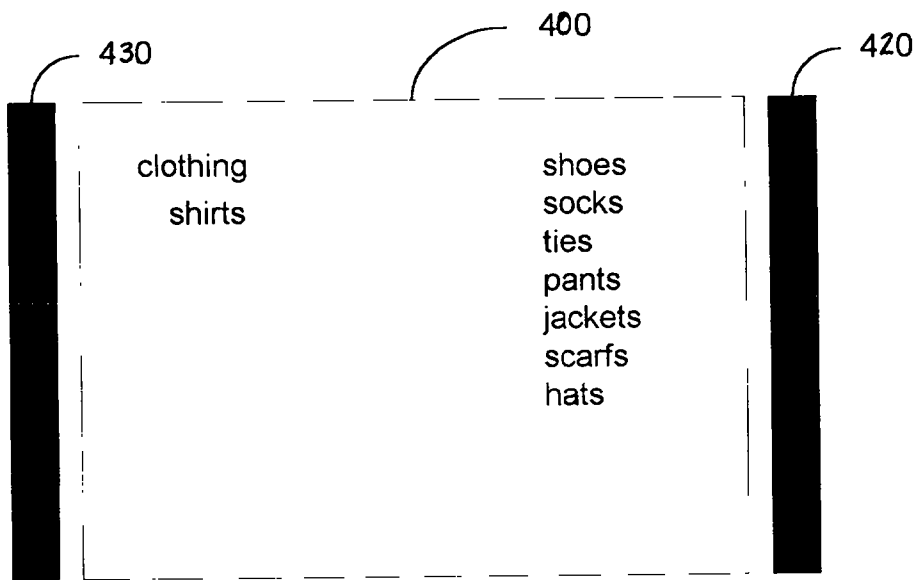 430 400 420
clothing shoes
shirts socks
ties
pants
jackets
scarfs
hats